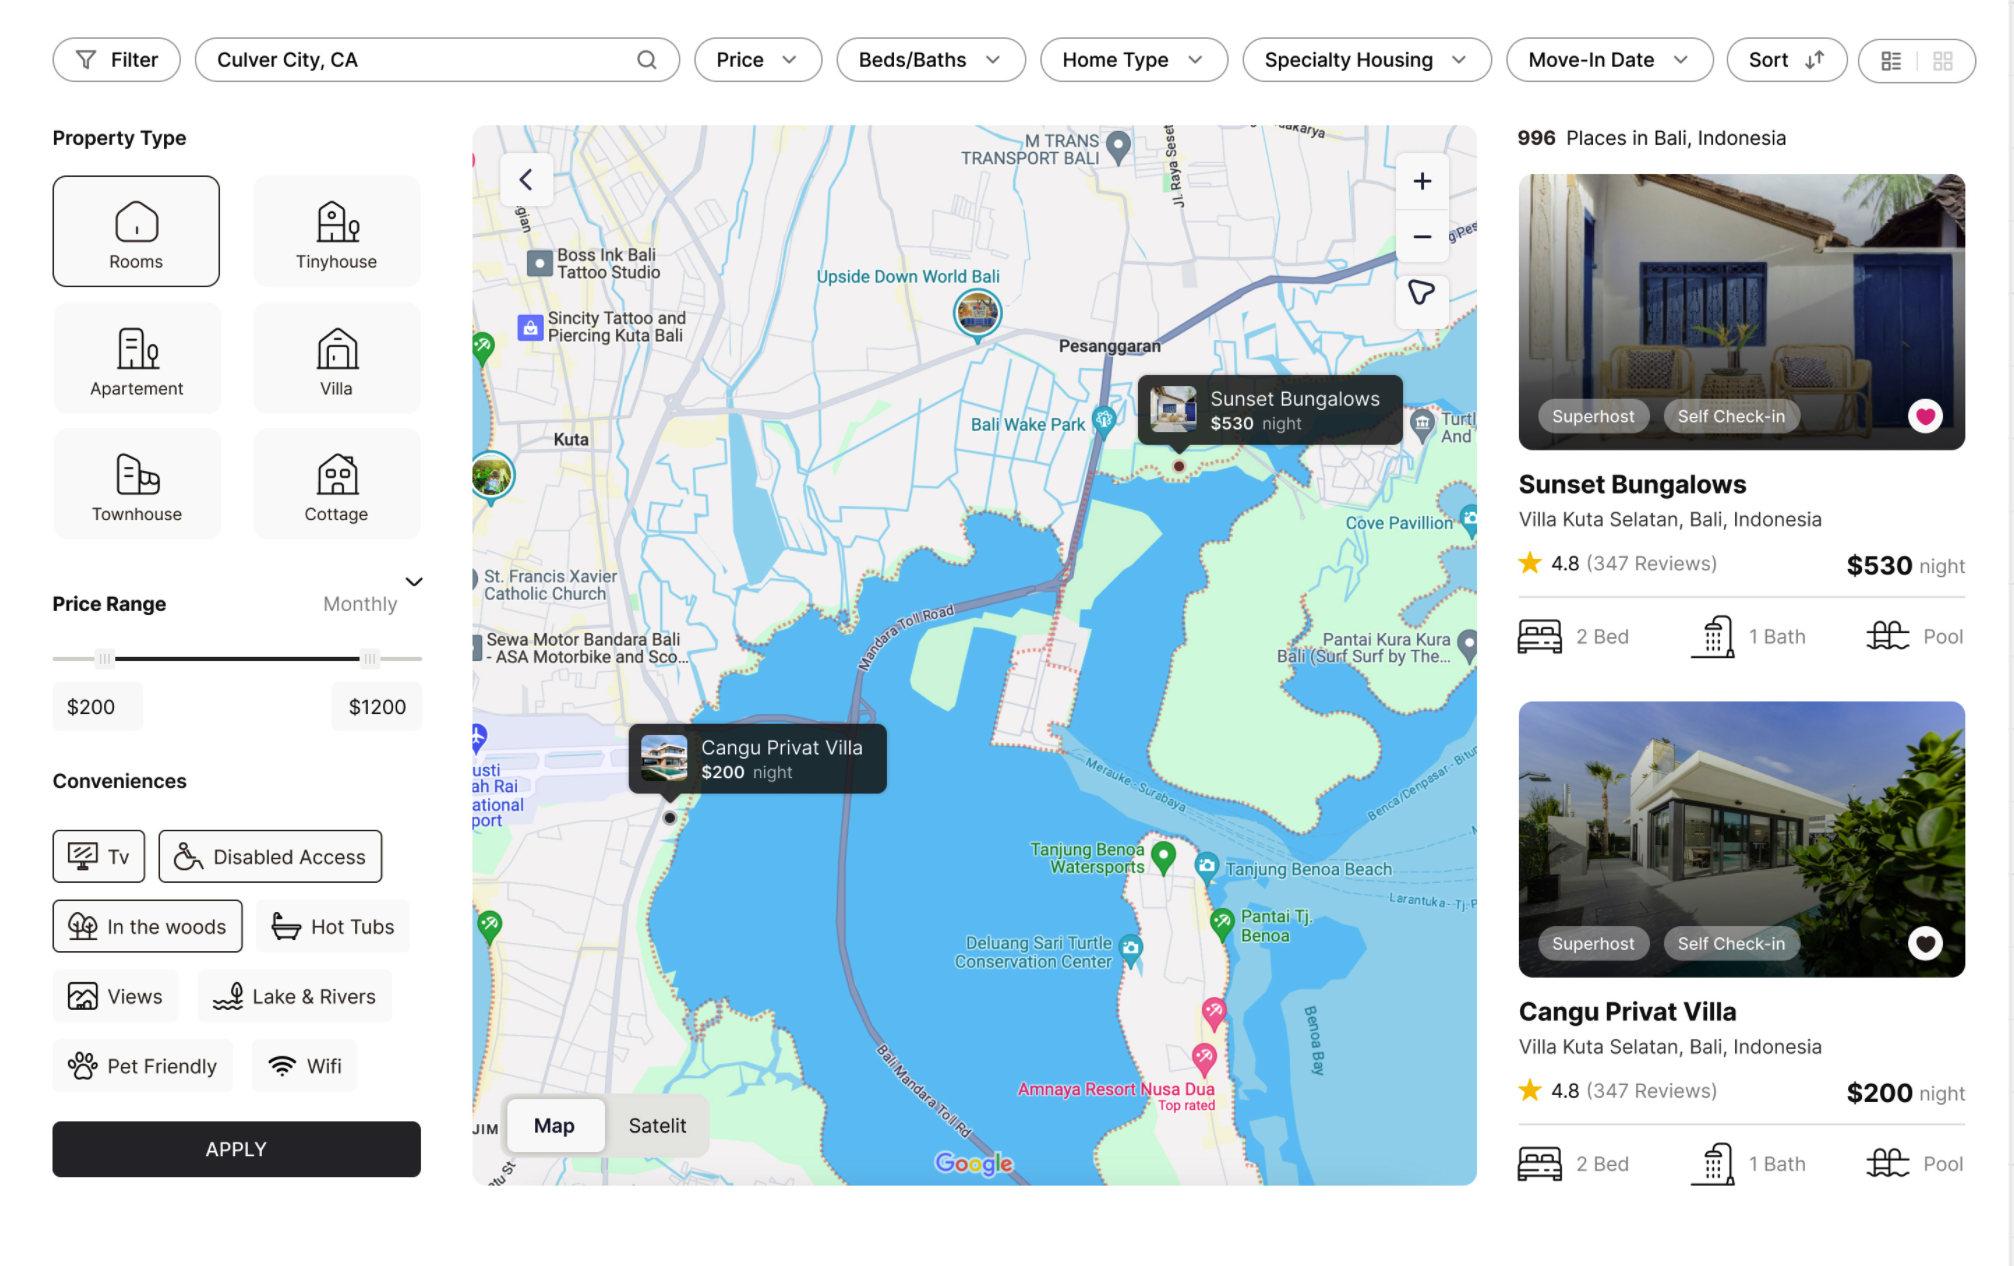 Filter
Culver City, CA
Price
Beds/Baths
Home Type
Specialty Housing
Move-In Date
Sort
Property Type
Rooms
Tinyhouse
Apartement
Villa
Townhouse
Cottage
Price Range
Monthly
$200
$1200
Conveniences
Tv
Disabled Access
In the woods
Hot Tubs
Views
Lake & Rivers
Pet Friendly
Wifi
APPLY
M TRANS
TRANSPORT BALI
Jl. Raya Seset
Boss Ink Bali
Tattoo Studio
Upside Down World Bali
Sincity Tattoo and
Piercing Kuta Bali
Pesanggaran
Sunset Bungalows
$530 night
Bali Wake Park
Turtl
And
Kuta
Cove Pavillion
St. Francis Xavier
Catholic Church
Mandara Toll Road
Sewa Motor Bandara Bali
- ASA Motorbike and Sco...
Pantai Kura Kura
Bali (Surf Surf by The...
Cangu Privat Villa
$200 night
usti
ah Rai
ational
port
Merauke - Surabaya
Benca/Denpasar - Bitu
Tanjung Benoa
Watersports
Tanjung Benoa Beach
Larantuka - Tj. P
Pantai Tj.
Benoa
Deluang Sari Turtle
Conservation Center
Benoa Bay
Bali Mandara Toll Rd
Amnaya Resort Nusa Dua
Top rated
JIM
Map
Satelit
Google
996 Places in Bali, Indonesia
Superhost
Self Check-in
Sunset Bungalows
Villa Kuta Selatan, Bali, Indonesia
4.8 (347 Reviews)
$530 night
2 Bed
1 Bath
Pool
Superhost
Self Check-in
Cangu Privat Villa
Villa Kuta Selatan, Bali, Indonesia
4.8 (347 Reviews)
$200 night
2 Bed
1 Bath
Pool